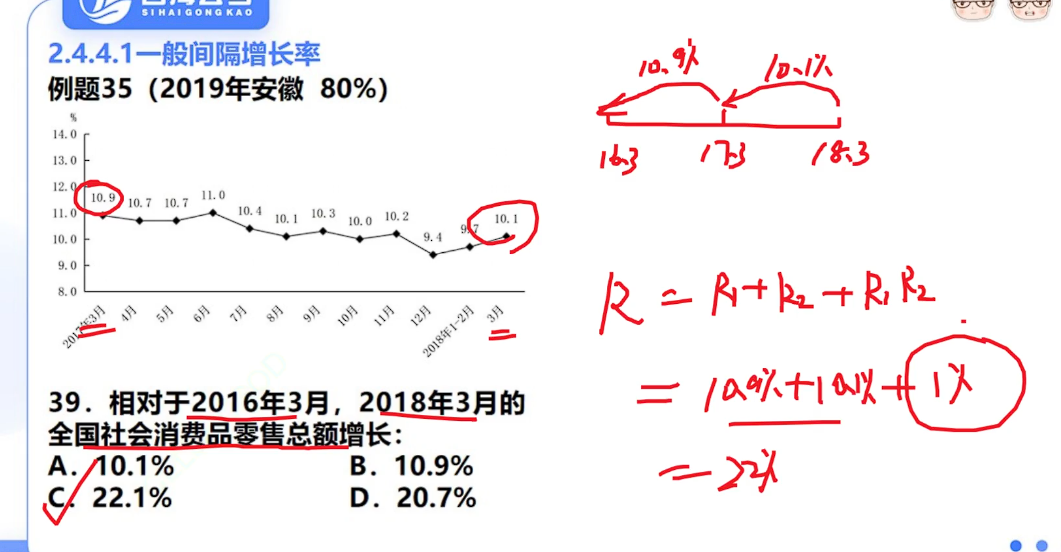 SIHAIGONGKAO
2.4.4.1一般间隔增长率
例题35（2019年安徽 80%）
%
14.0
13.0
12.0
11.0
10.0
9.0
8.0
10.9 10.7 10.7 11.0 10.4 10.1 10.3 10.0 10.2 9.4 9.7 10.1
2017年3月 4月 5月 6月 7月 8月 9月 10月 11月 12月 2018年1-2月 3月
39．相对于2016年3月，2018年3月的
全国社会消费品零售总额增长：
A．10.1% B．10.9%
C．22.1% D．20.7%
10.9% 10.1%
16.3 17.3 18.3
R = R₁+R₂+R₁R₂
= 10.9%+10.1%+1%
= 22%